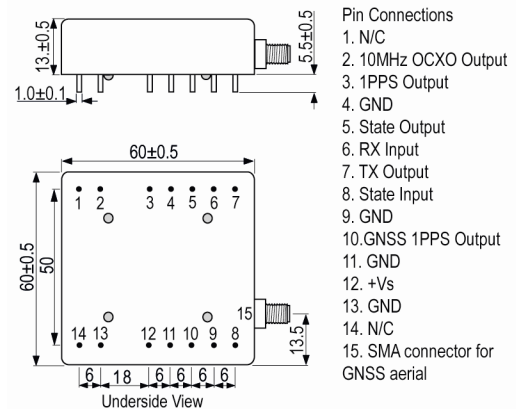 13.±0.5
5.5±0.5
1.0±0.1
60±0.5
1 2 3 4 5 6 7
60±0.5
50
15
14 13 12 11 10 9 8
13.5
6 18 6 6 6 6
Underside View
Pin Connections
1. N/C
2. 10MHz OCXO Output
3. 1PPS Output
4. GND
5. State Output
6. RX Input
7. TX Output
8. State Input
9. GND
10.GNSS 1PPS Output
11. GND
12. +Vs
13. GND
14. N/C
15. SMA connector for
GNSS aerial